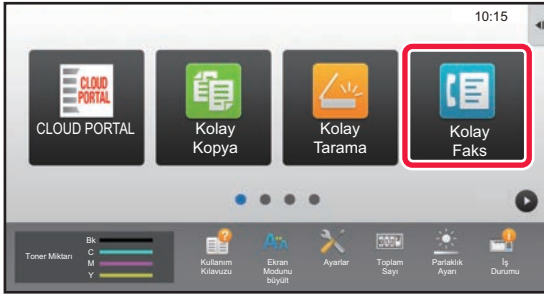 10:15
CLOUD
PORTAL
CLOUD PORTAL
Kolay
Kopya
Kolay
Tarama
Kolay
Faks
Toner Miktarı
Bk
C
M
Y
Kullanım
Kılavuzu
Ekran
Modunu
büyült
Ayarlar
Toplam
Sayı
Parlaklık
Ayarı
İş
Durumu